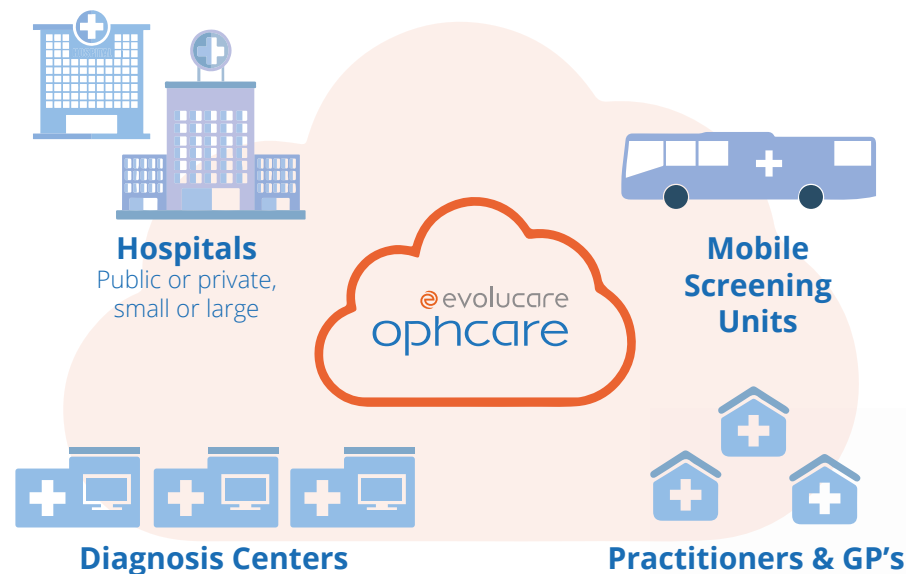 Hospitals
Public or private,
small or large
Mobile
Screening
Units
evolucare
ophcare
Diagnosis Centers
Practitioners & GP's